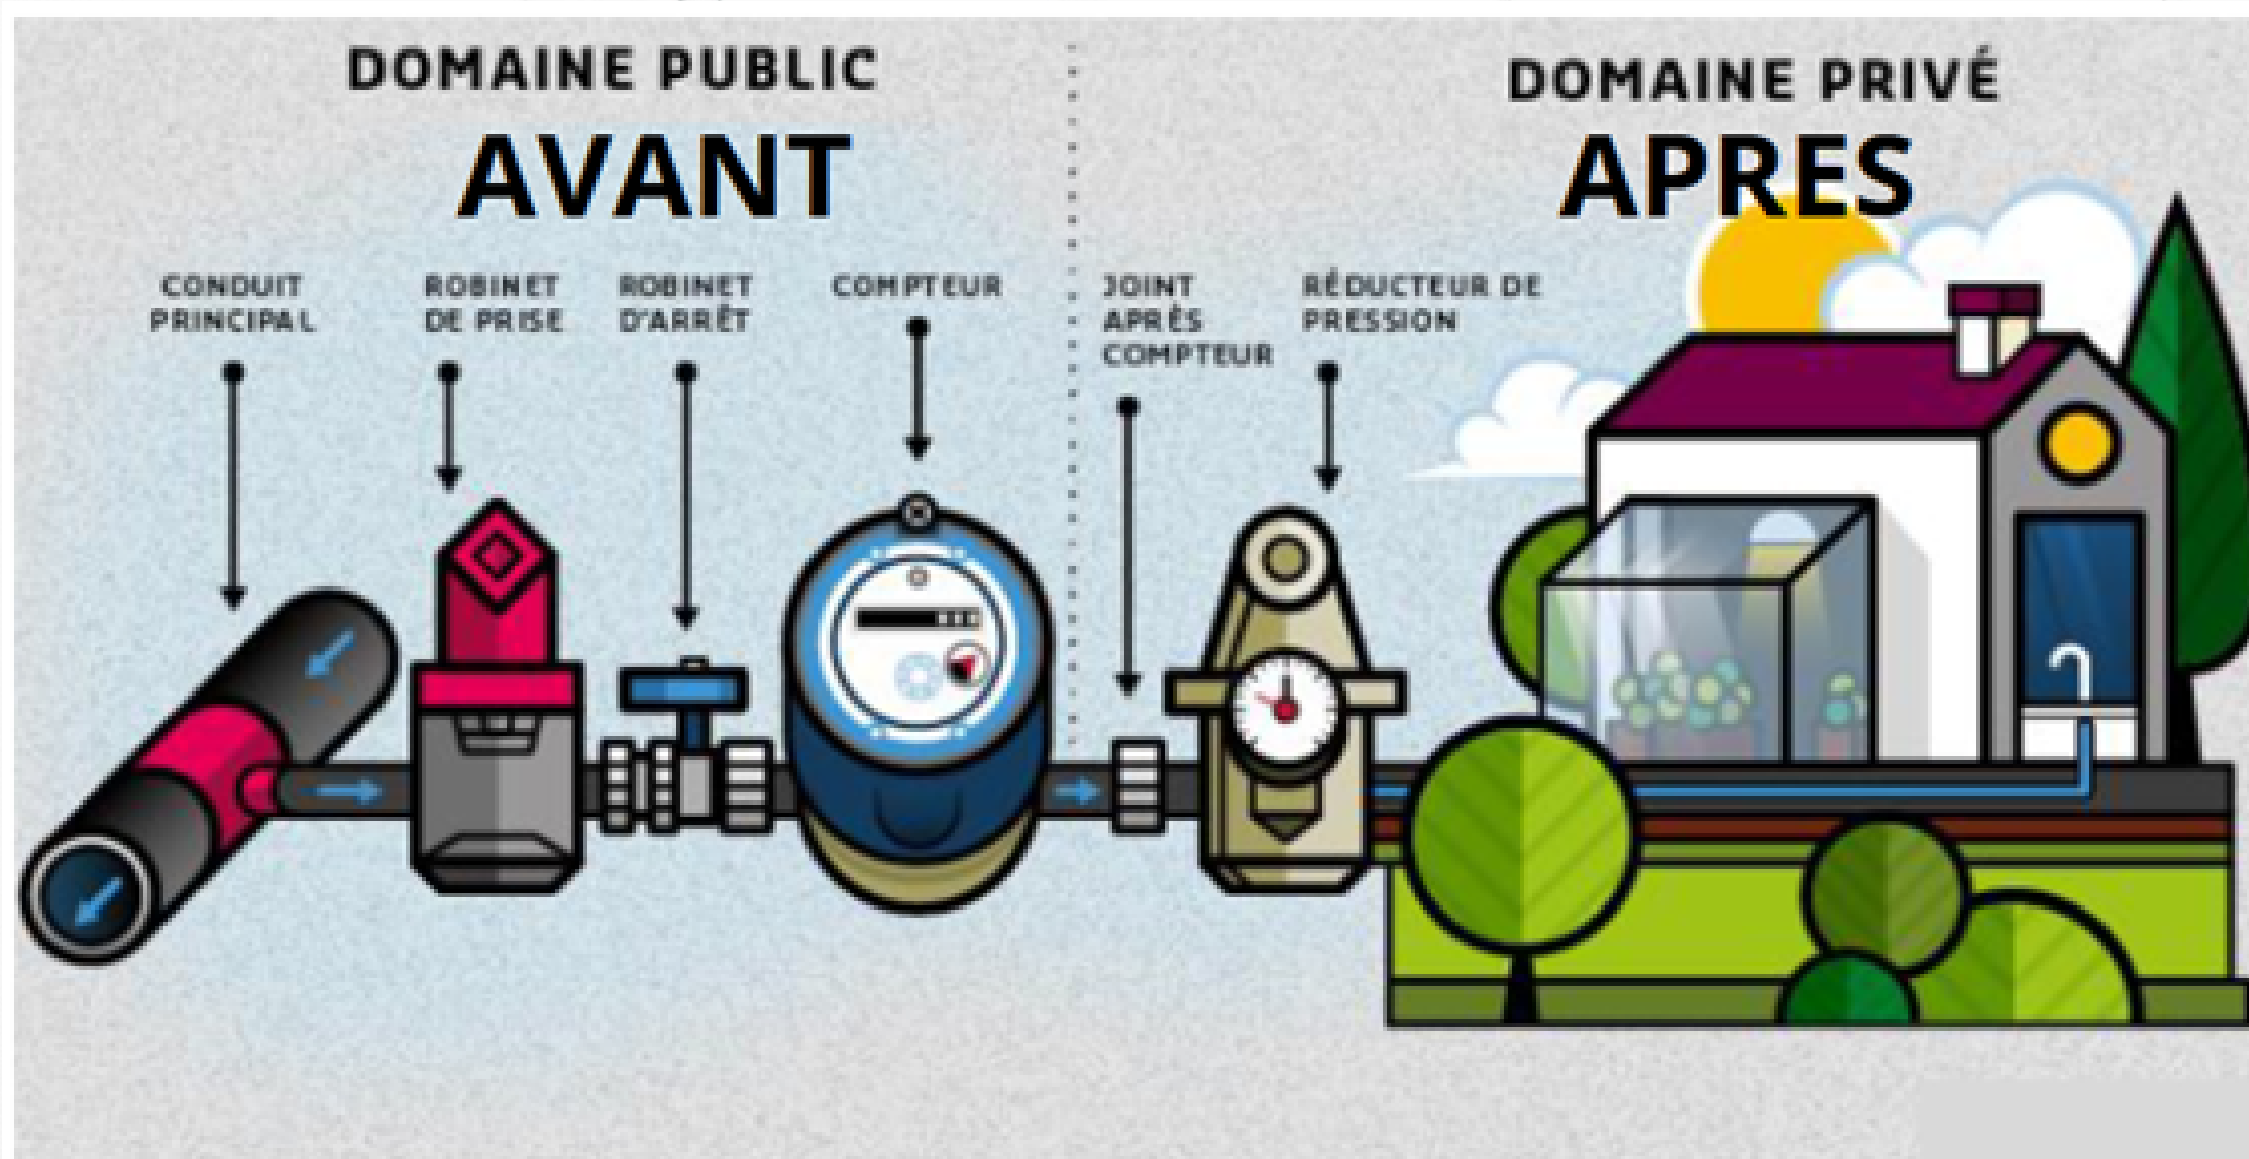 DOMAINE PUBLIC
AVANT
DOMAINE PRIVÉ
APRES
CONDUIT
PRINCIPAL
ROBINET
DE PRISE
ROBINET
D'ARRÊT
COMPTEUR
JOINT
APRÈS
COMPTEUR
RÉDUCTEUR DE
PRESSION